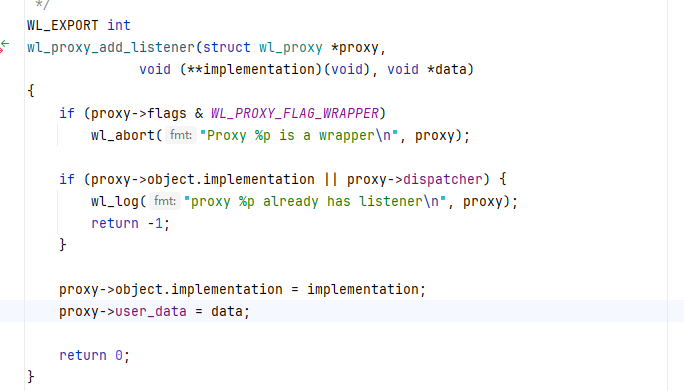 */
WL_EXPORT int
wl_proxy_add_listener(struct wl_proxy *proxy,
void (**implementation)(void), void *data)
{
if (proxy->flags & WL_PROXY_FLAG_WRAPPER)
wl_abort( fmt: "Proxy %p is a wrapper\n", proxy);
if (proxy->object.implementation || proxy->dispatcher) {
wl_log( fmt: "proxy %p already has listener\n", proxy);
return -1;
}
proxy->object.implementation = implementation;
proxy->user_data = data;
return 0;
}